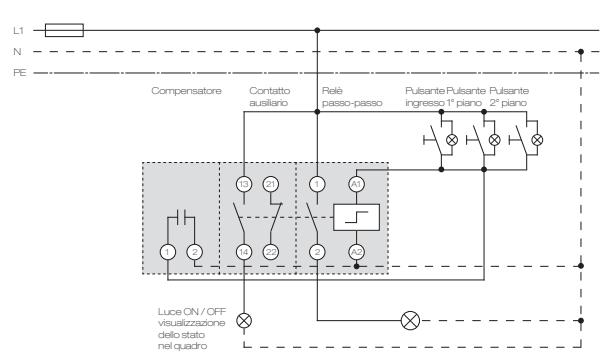 L1
N
PE
Compensatore
Contatto
ausiliario
Relè
passo-passo
Pulsante
ingresso
Pulsante
1° piano
Pulsante
2° piano
13
21
1
A1
1
2
14
22
2
A2
Luce ON / OFF
visualizzazione
dello stato
nel quadro